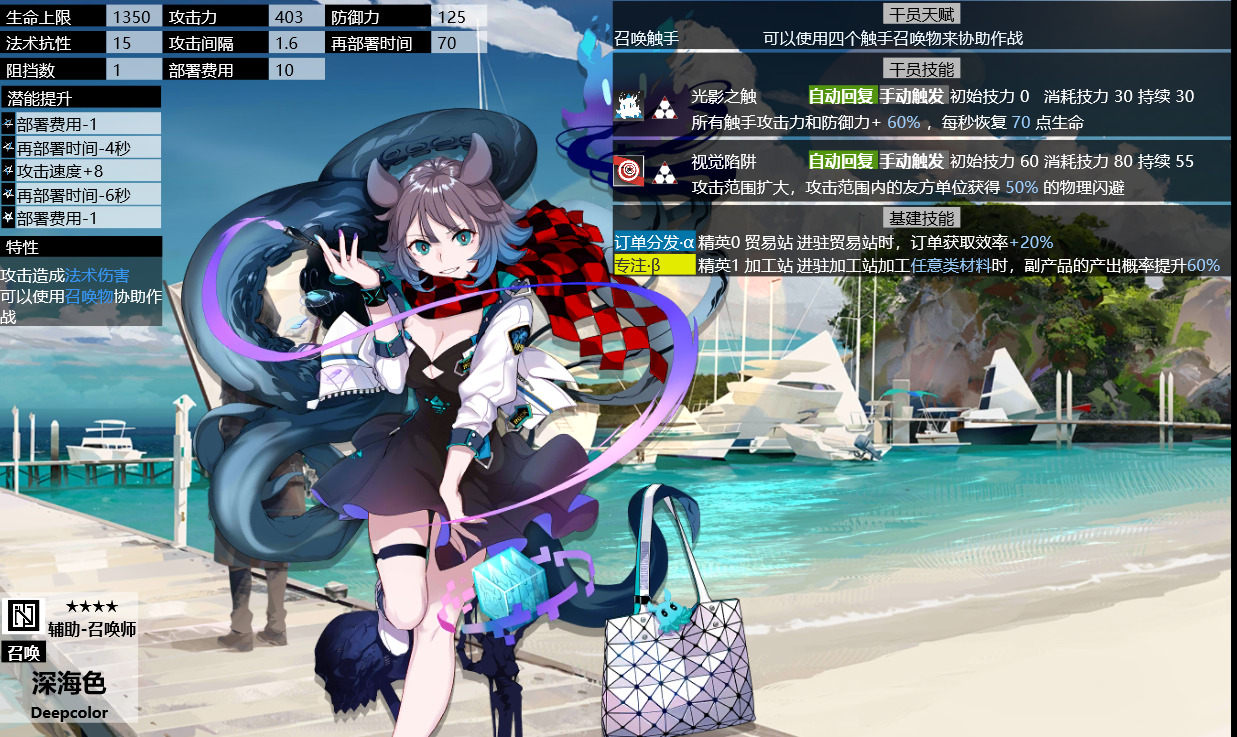 生命上限 1350 攻击力 403 防御力 125
法术抗性 15 攻击间隔 1.6 再部署时间 70
阻挡数 1 部署费用 10
潜能提升
部署费用-1
再部署时间-4秒
攻击速度+8
再部署时间-6秒
部署费用-1
特性
攻击造成法术伤害
可以使用召唤物协助作
战
★★★★
辅助-召唤师
召唤
深海色
Deepcolor
干员天赋
召唤触手 可以使用四个触手召唤物来协助作战
干员技能
光影之触 自动回复 手动触发 初始技力 0 消耗技力 30 持续 30
所有触手攻击力和防御力+ 60% ，每秒恢复 70 点生命
视觉陷阱 自动回复 手动触发 初始技力 60 消耗技力 80 持续 55
攻击范围扩大，攻击范围内的友方单位获得 50% 的物理闪避
基建技能
订单分发·α 精英0 贸易站 进驻贸易站时，订单获取效率+20%
专注·β 精英1 加工站 进驻加工站加工任意类材料时，副产品的产出概率提升60%